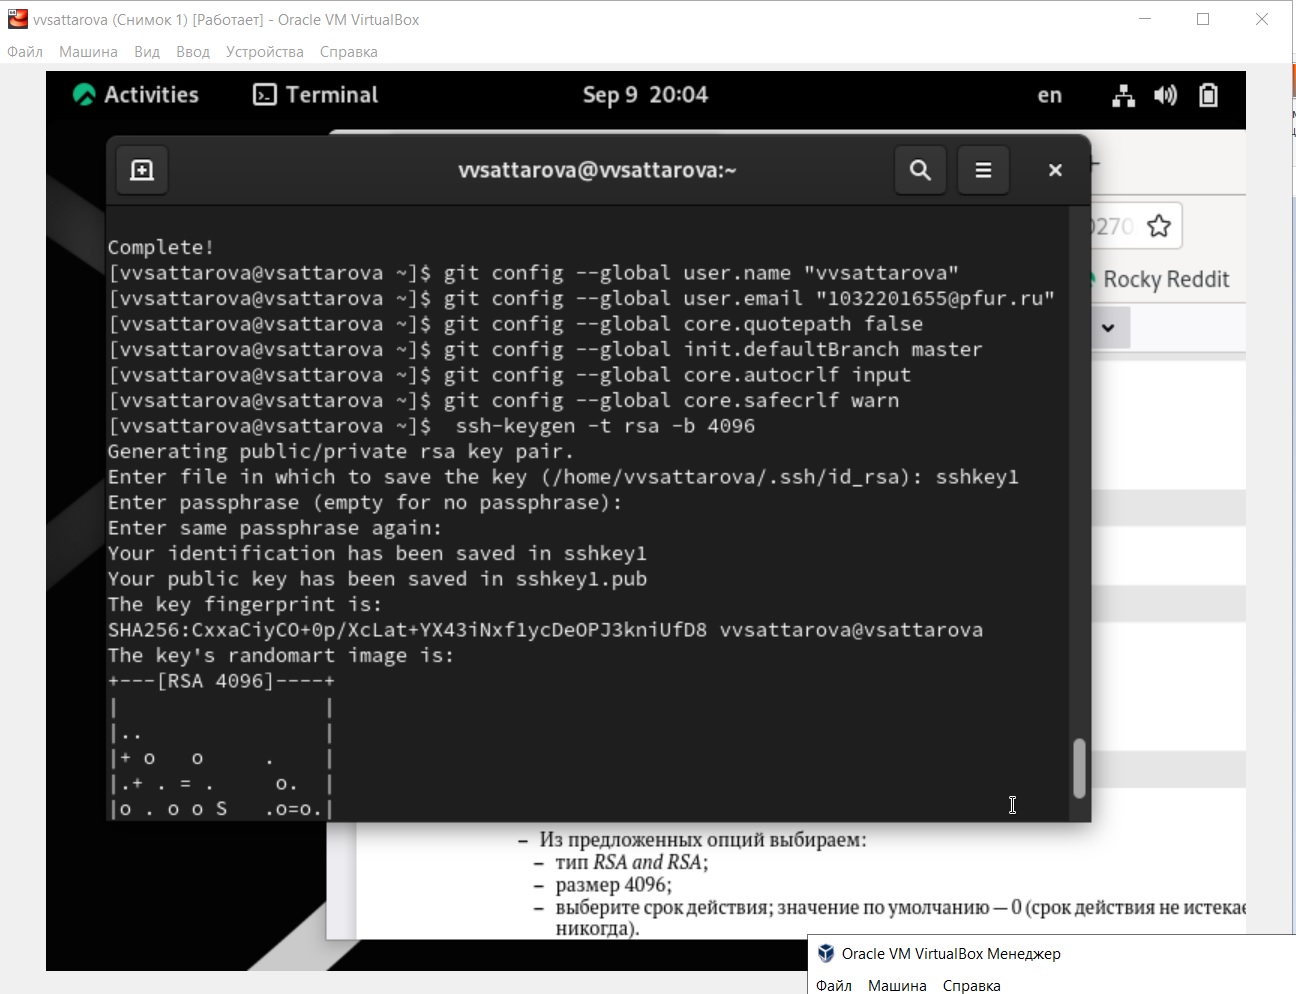 vvsattarova (Снимок 1) [Работает] - Oracle VM VirtualBox
Файл Машина Вид Ввод Устройства Справка
Activities Terminal Sep 9 20:04 en
vvsattarova@vvsattarova:~
0270
Rocky Reddit
Complete!
[vvsattarova@vsattarova ~]$ git config --global user.name "vvsattarova"
[vvsattarova@vsattarova ~]$ git config --global user.email "1032201655@pfur.ru"
[vvsattarova@vsattarova ~]$ git config --global core.quotepath false
[vvsattarova@vsattarova ~]$ git config --global init.defaultBranch master
[vvsattarova@vsattarova ~]$ git config --global core.autocrlf input
[vvsattarova@vsattarova ~]$ git config --global core.safecrlf warn
[vvsattarova@vsattarova ~]$  ssh-keygen -t rsa -b 4096
Generating public/private rsa key pair.
Enter file in which to save the key (/home/vvsattarova/.ssh/id_rsa): sshkey1
Enter passphrase (empty for no passphrase):
Enter same passphrase again:
Your identification has been saved in sshkey1
Your public key has been saved in sshkey1.pub
The key fingerprint is:
SHA256:CxxaCiyCO+0p/XcLat+YX43iNxf1ycDeOPJ3kniUfD8 vvsattarova@vsattarova
The key's randomart image is:
+---[RSA 4096]----+
|                 |
|..               |
|+ o   o     .    |
|.+ . = .     o.  |
|o . o o S   .o=o.|
– Из предложенных опций выбираем:
– тип RSA and RSA;
– размер 4096;
– выберите срок действия; значение по умолчанию — 0 (срок действия не истекае
никогда).
Oracle VM VirtualBox Менеджер
Файл Машина Справка